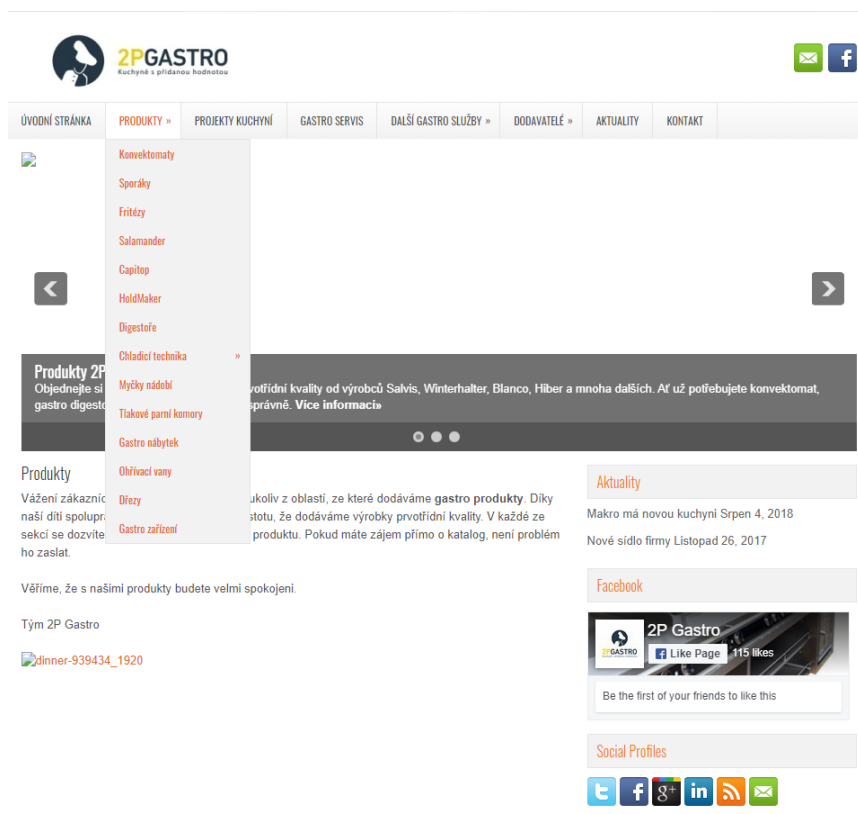 2PGASTRO
Kuchyně s přidanou hodnotou
ÚVODNÍ STRÁNKA PRODUKTY » PROJEKTY KUCHYNÍ GASTRO SERVIS DALŠÍ GASTRO SLUŽBY » DODAVATELÉ » AKTUALITY KONTAKT
Konvektomaty
Sporáky
Fritézy
Salamander
Capitop
HoldMaker
Digestoře
Chladicí technika »
Myčky nádobí
Tlakové parní komory
Gastro nábytek
Ohřívací vany
Dřezy
Gastro zařízení
Produkty 2P
Objednejte si votřídní kvality od výrobců Salvis, Winterhalter, Blanco, Hiber a mnoha dalších. Ať už potřebujete konvektomat,
gastro digesto správně. Více informací»
Produkty
Vážení zákazníc ukoliv z oblastí, ze které dodáváme gastro produkty. Díky
naší díti spolupr stotu, že dodáváme výrobky prvotřídní kvality. V každé ze
sekcí se dozvíte produktu. Pokud máte zájem přímo o katalog, není problém
ho zaslat.
Věříme, že s našimi produkty budete velmi spokojeni.
Tým 2P Gastro
dinner-939434_1920
Aktuality
Makro má novou kuchyni Srpen 4, 2018
Nové sídlo firmy Listopad 26, 2017
Facebook
2P Gastro
2PGASTRO
Like Page 115 likes
Be the first of your friends to like this
Social Profiles